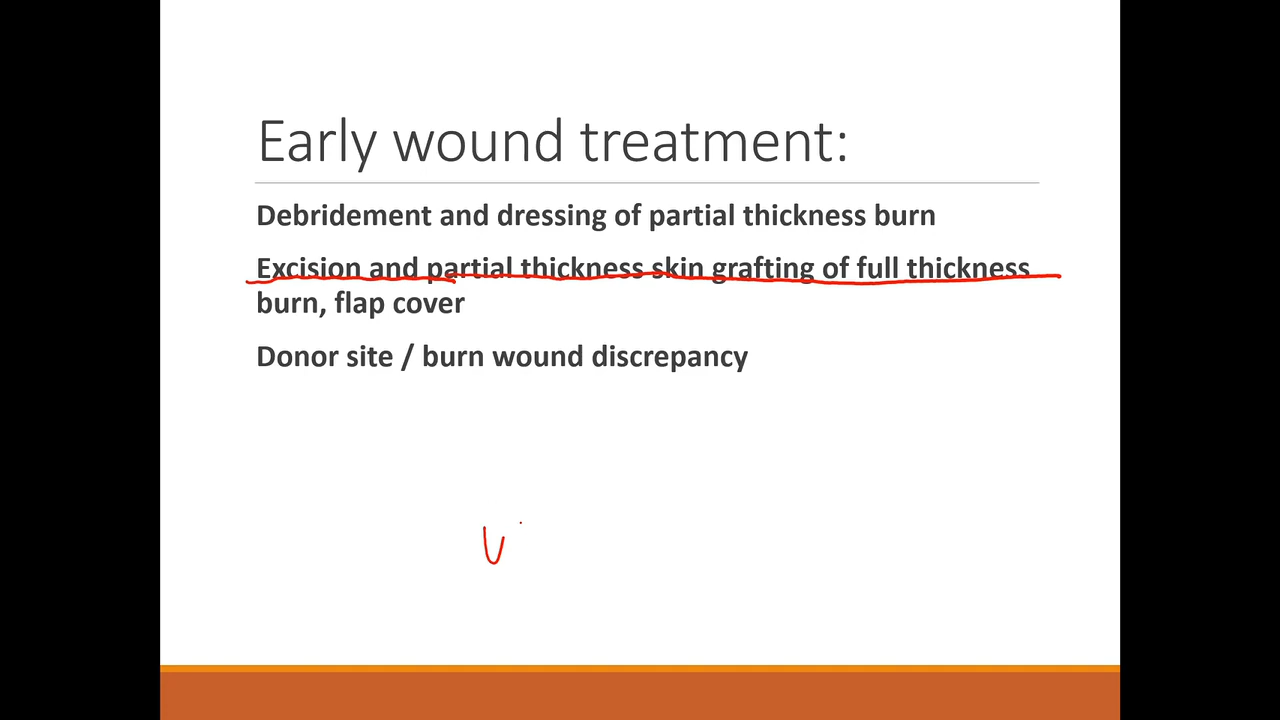 Early wound treatment:
Debridement and dressing of partial thickness burn
Excision and partial thickness skin grafting of full thickness
burn, flap cover
Donor site / burn wound discrepancy